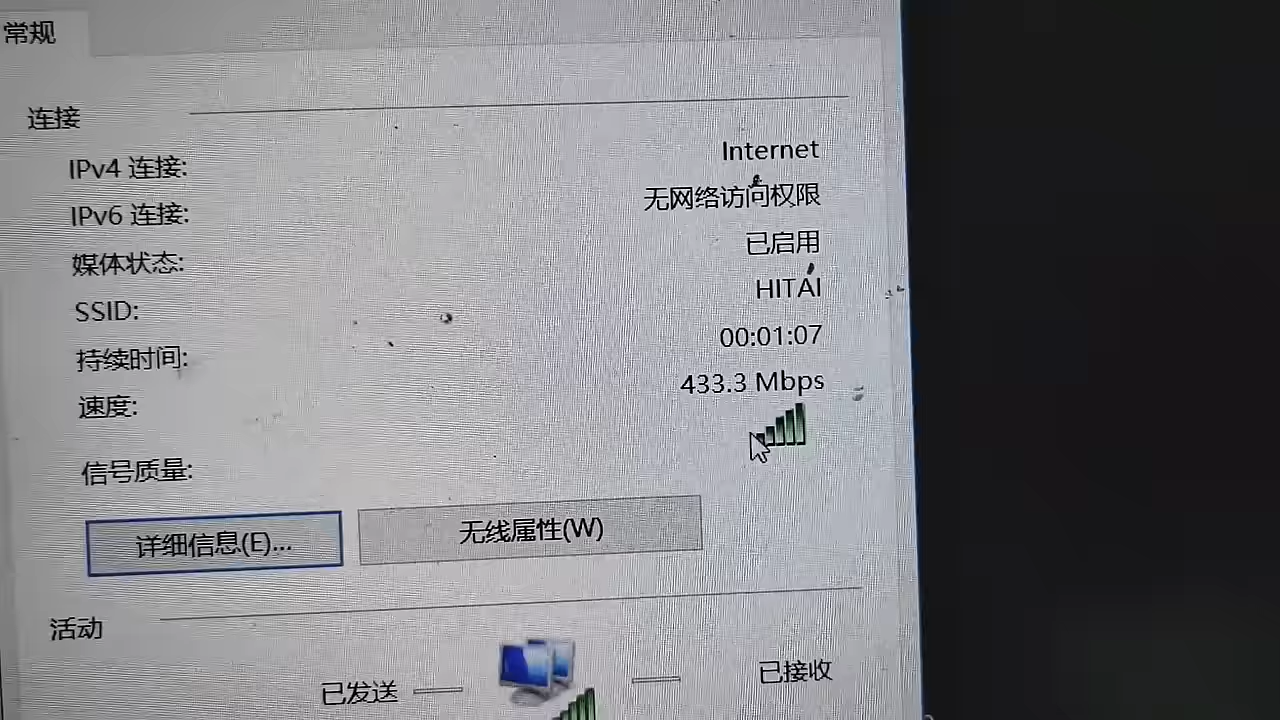 常规
连接
IPv4 连接: Internet
IPv6 连接: 无网络访问权限
媒体状态: 已启用
SSID: HITAI
持续时间: 00:01:07
速度: 433.3 Mbps
信号质量:
详细信息(E)... 无线属性(W)
活动
已发送 已接收